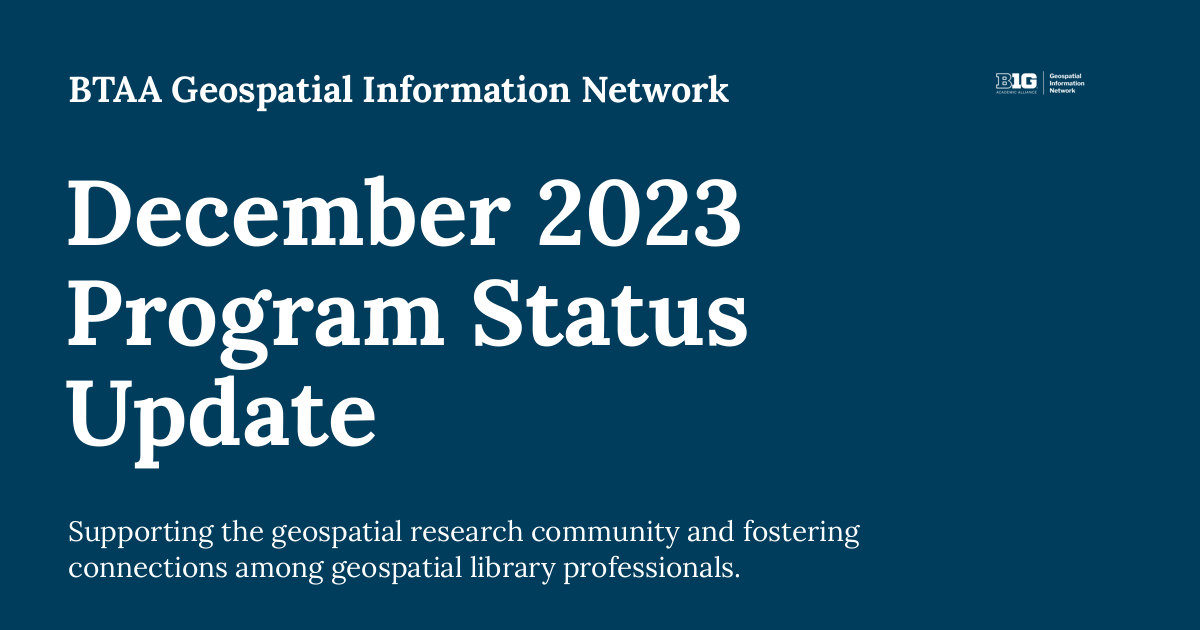 BTAA Geospatial Information Network
B1G
ACADEMIC ALLIANCE
Geospatial
Information
Network
December 2023
Program Status
Update
Supporting the geospatial research community and fostering
connections among geospatial library professionals.